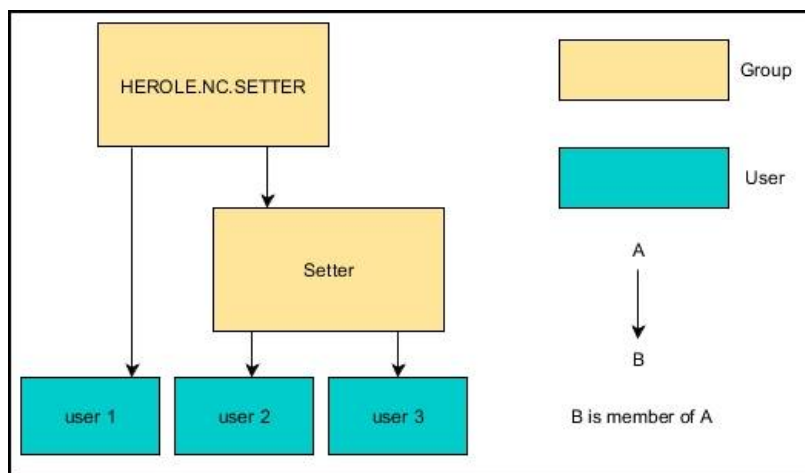 HEROLE.NC.SETTER
Group
User
Setter
A
B
user 1
user 2
user 3
B is member of A